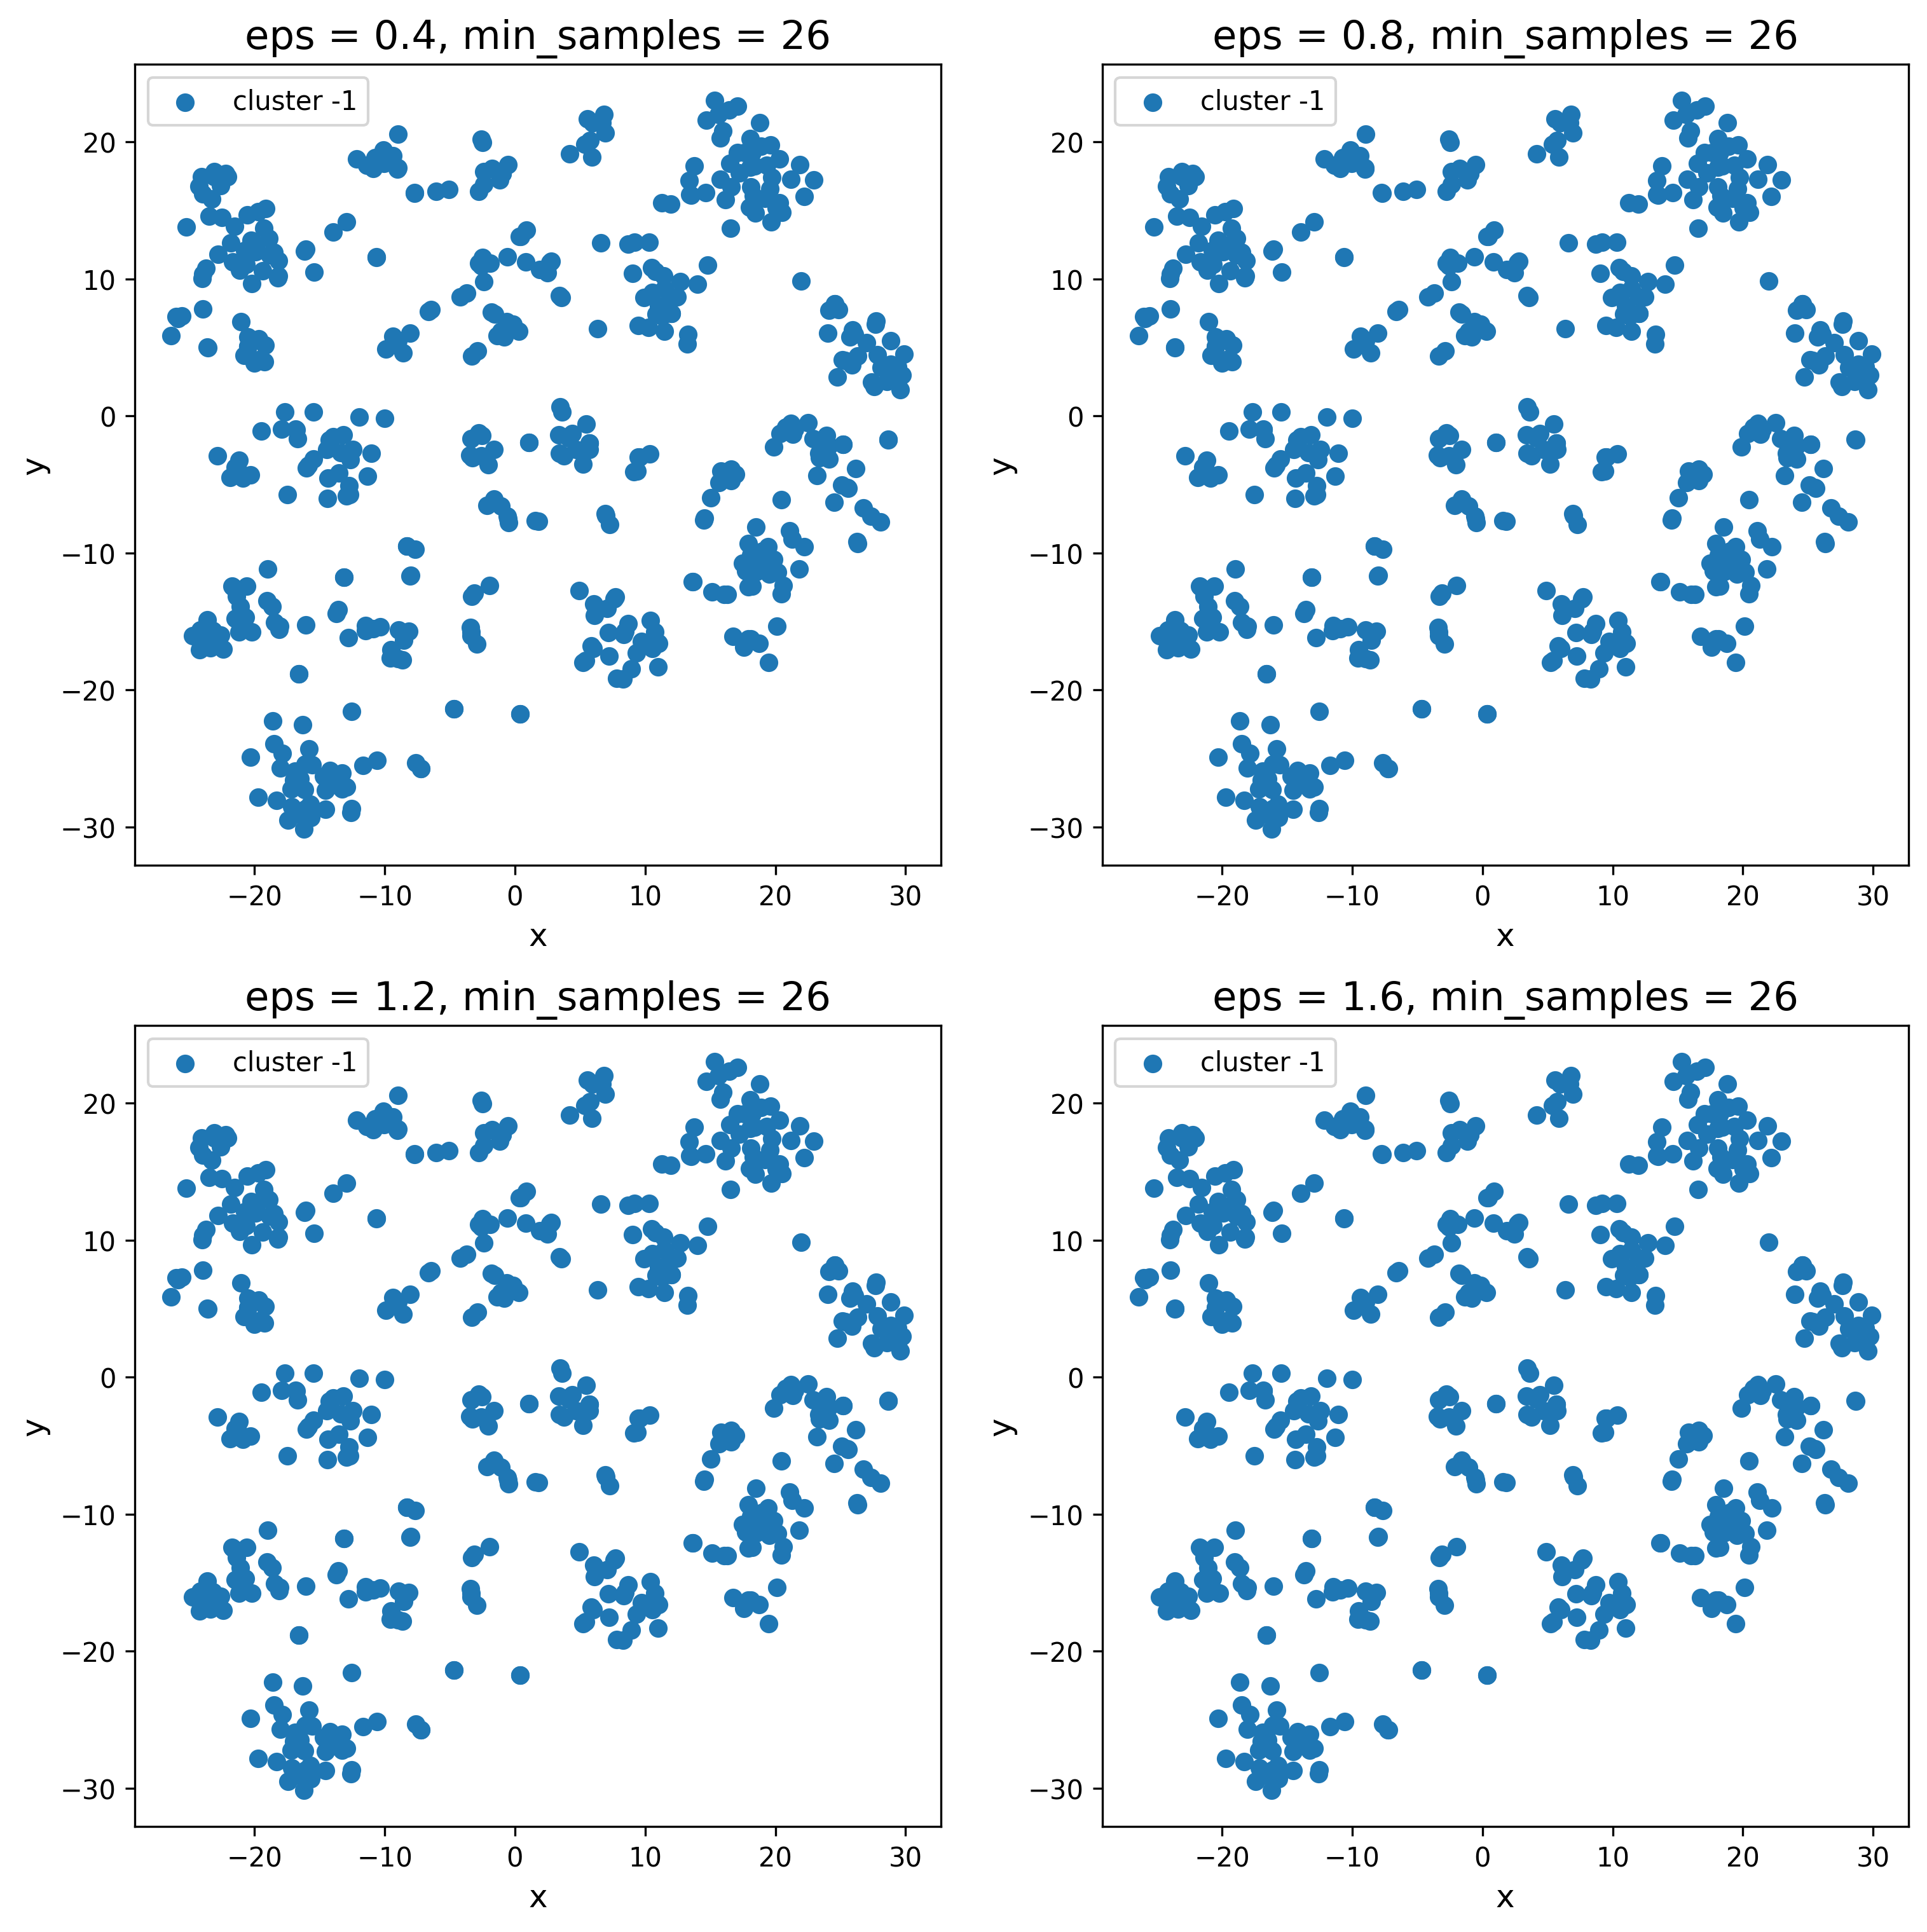 eps = 0.4, min_samples = 26
cluster -1
20
10
0
−10
−20
−30
y
−20 −10 0 10 20 30
x
eps = 0.8, min_samples = 26
cluster -1
20
10
0
−10
−20
−30
y
−20 −10 0 10 20 30
x
eps = 1.2, min_samples = 26
cluster -1
20
10
0
−10
−20
−30
y
−20 −10 0 10 20 30
x
eps = 1.6, min_samples = 26
cluster -1
20
10
0
−10
−20
−30
y
−20 −10 0 10 20 30
x